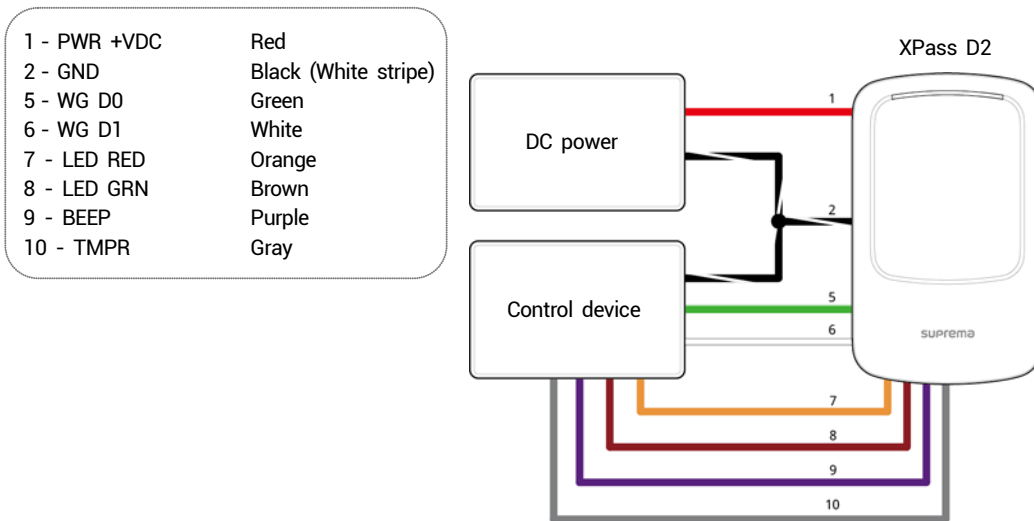 1 - PWR +VDC Red
2 - GND Black (White stripe)
5 - WG D0 Green
6 - WG D1 White
7 - LED RED Orange
8 - LED GRN Brown
9 - BEEP Purple
10 - TMPR Gray
XPass D2
DC power
1
2
Control device
5
6
suprema
7
8
9
10